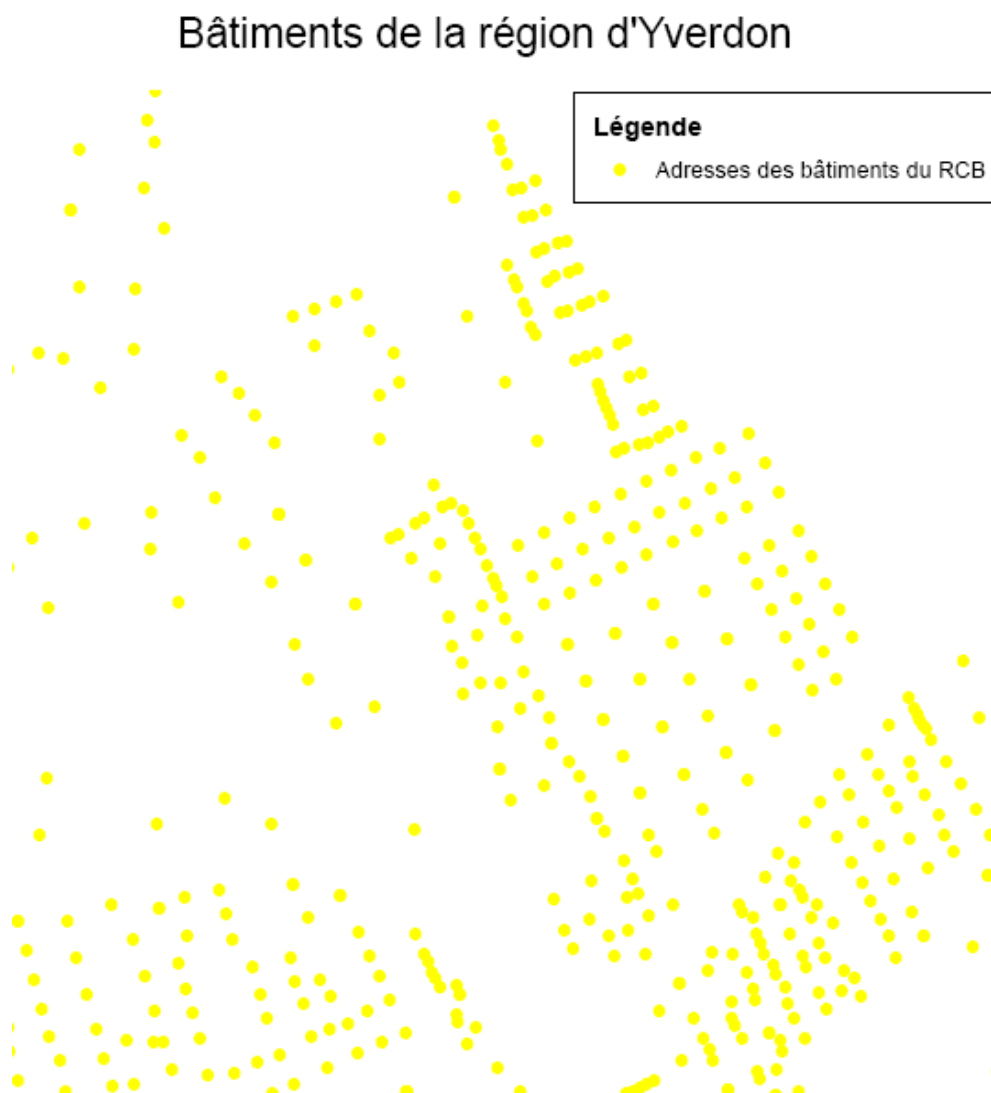 Bâtiments de la région d'Yverdon
Légende
Adresses des bâtiments du RCB